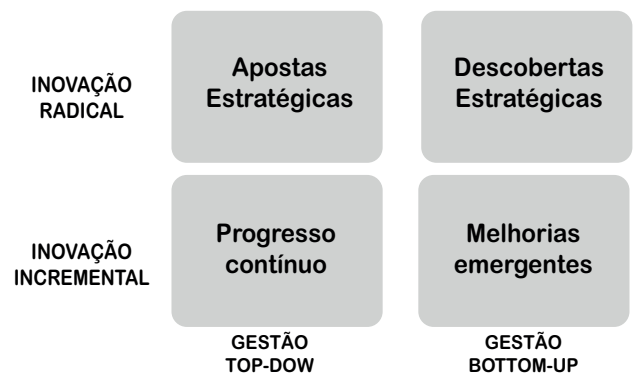 INOVAÇÃO
RADICAL
Apostas
Estratégicas
Descobertas
Estratégicas
INOVAÇÃO
INCREMENTAL
Progresso
contínuo
Melhorias
emergentes
GESTÃO
TOP-DOW
GESTÃO
BOTTOM-UP